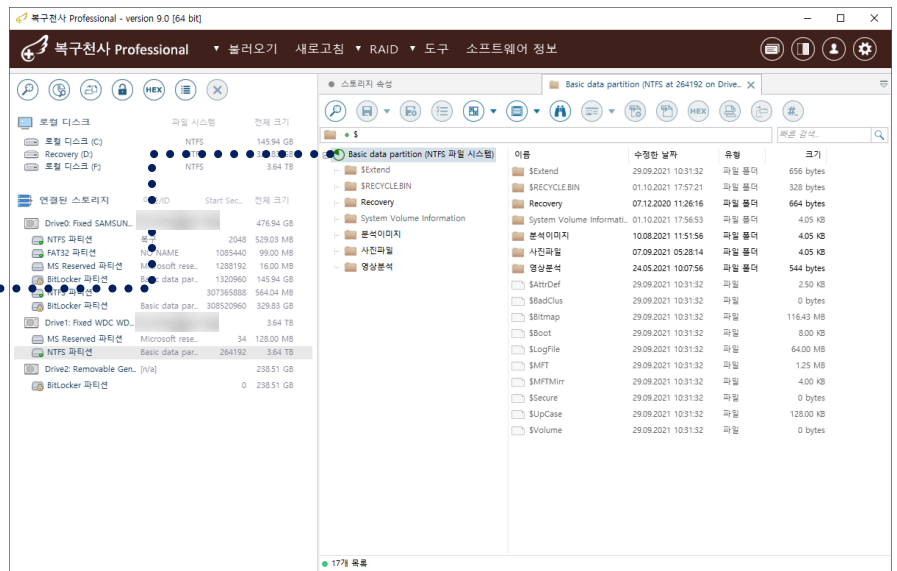 복구천사 Professional - version 9.0 [64 bit]
복구천사 Professional ▼ 불러오기 새로고침 ▼ RAID ▼ 도구 소프트웨어 정보
HEX
스토리지 속성
Basic data partition (NTFS at 264192 on Drive..
HEX
$
빠른 검색...
로컬 디스크 파일 시스템 전체 크기
로컬 디스크 (C:) NTFS 145.94 GB
Recovery (D:)
로컬 디스크 (F:) NTFS 3.64 TB
연결된 스토리지 Start Sec.. 전체 크기
Drive0: Fixed SAMSUN.. 476.94 GB
NTFS 파티션 복구 2048 529.03 MB
FAT32 파티션 NO NAME 1085440 99.00 MB
MS Reserved 파티션 Microsoft rese.. 1288192 16.00 MB
BitLocker 파티션 Basic data par.. 1320960 145.94 GB
NTFS 파티션 307365888 564.04 MB
BitLocker 파티션 Basic data par.. 308520960 329.83 GB
Drive1: Fixed WDC WD.. 3.64 TB
MS Reserved 파티션 Microsoft rese.. 34 128.00 MB
NTFS 파티션 Basic data par.. 264192 3.64 TB
Drive2: Removable Gen.. [n/a] 238.51 GB
BitLocker 파티션 0 238.51 GB
Basic data partition (NTFS 파일 시스템)
$Extend
$RECYCLE.BIN
Recovery
System Volume Information
분석이미지
사진파일
영상분석
이름 수정한 날짜 유형 크기
$Extend 29.09.2021 10:31:32 파일 폴더 656 bytes
$RECYCLE.BIN 01.10.2021 17:57:21 파일 폴더 328 bytes
Recovery 07.12.2020 11:26:16 파일 폴더 664 bytes
System Volume Informati.. 01.10.2021 17:56:53 파일 폴더 4.05 KB
분석이미지 10.08.2021 11:51:56 파일 폴더 4.05 KB
사진파일 07.09.2021 05:28:14 파일 폴더 4.05 KB
영상분석 24.05.2021 10:07:56 파일 폴더 544 bytes
$AttrDef 29.09.2021 10:31:32 파일 2.50 KB
$BadClus 29.09.2021 10:31:32 파일 0 bytes
$Bitmap 29.09.2021 10:31:32 파일 116.43 MB
$Boot 29.09.2021 10:31:32 파일 8.00 KB
$LogFile 29.09.2021 10:31:32 파일 64.00 MB
$MFT 29.09.2021 10:31:32 파일 1.25 MB
$MFTMirr 29.09.2021 10:31:32 파일 4.00 KB
$Secure 29.09.2021 10:31:32 파일 0 bytes
$UpCase 29.09.2021 10:31:32 파일 128.00 KB
$Volume 29.09.2021 10:31:32 파일 0 bytes
17개 목록